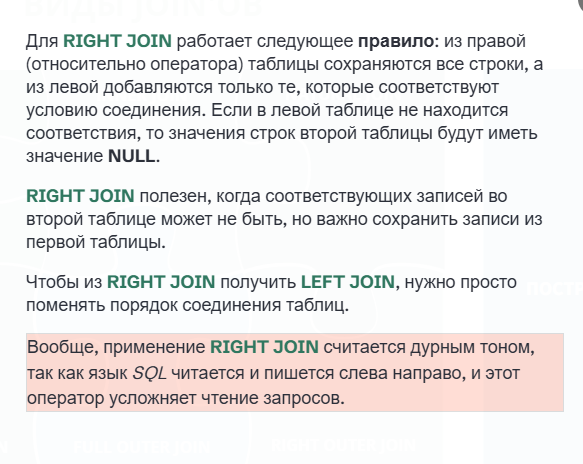 Для RIGHT JOIN работает следующее правило: из правой
(относительно оператора) таблицы сохраняются все строки, а
из левой добавляются только те, которые соответствуют
условию соединения. Если в левой таблице не находится
соответствия, то значения строк второй таблицы будут иметь
значение NULL.
RIGHT JOIN полезен, когда соответствующих записей во
второй таблице может не быть, но важно сохранить записи из
первой таблицы.
Чтобы из RIGHT JOIN получить LEFT JOIN, нужно просто
поменять порядок соединения таблиц.
Вообще, применение RIGHT JOIN считается дурным тоном,
так как язык SQL читается и пишется слева направо, и этот
оператор усложняет чтение запросов.